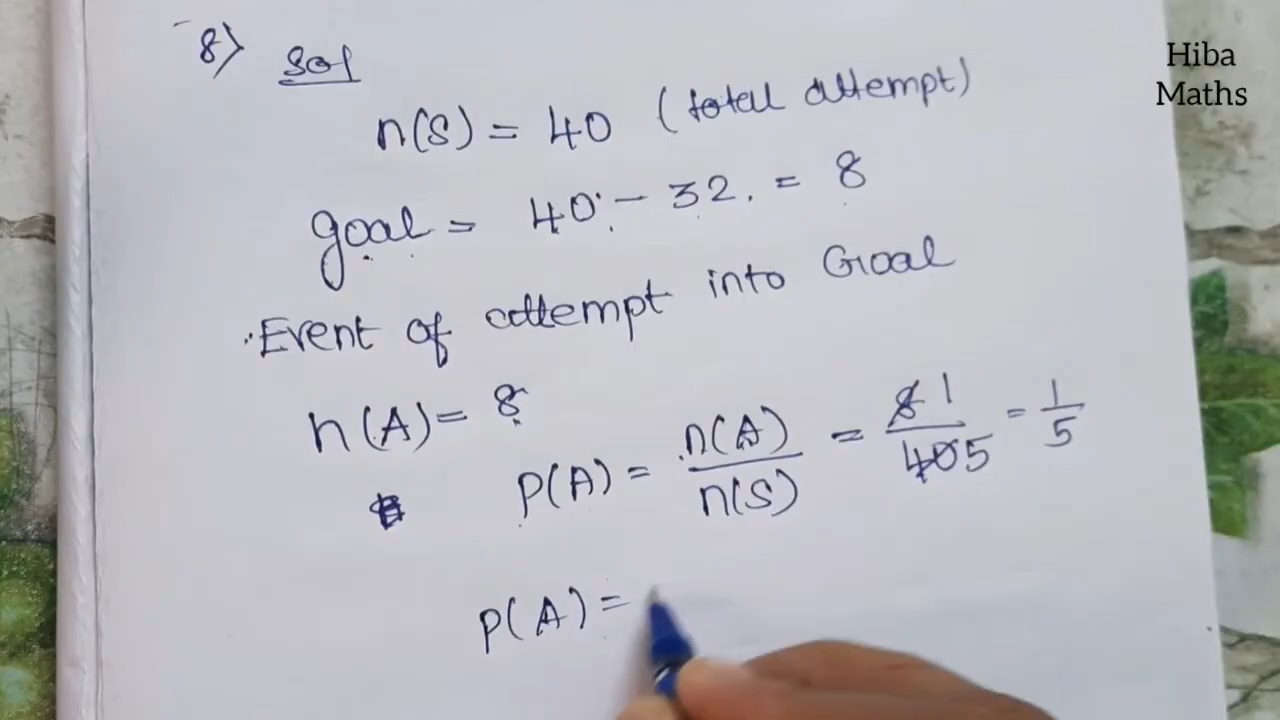 8) Sol
n(S) = 40 (total attempt)
goal = 40 - 32 = 8
Event of attempt into Goal
n(A) = 8
P(A) = n(A)/n(S) = 8 1/40 5 = 1/5
P(A) =
Hiba
Maths